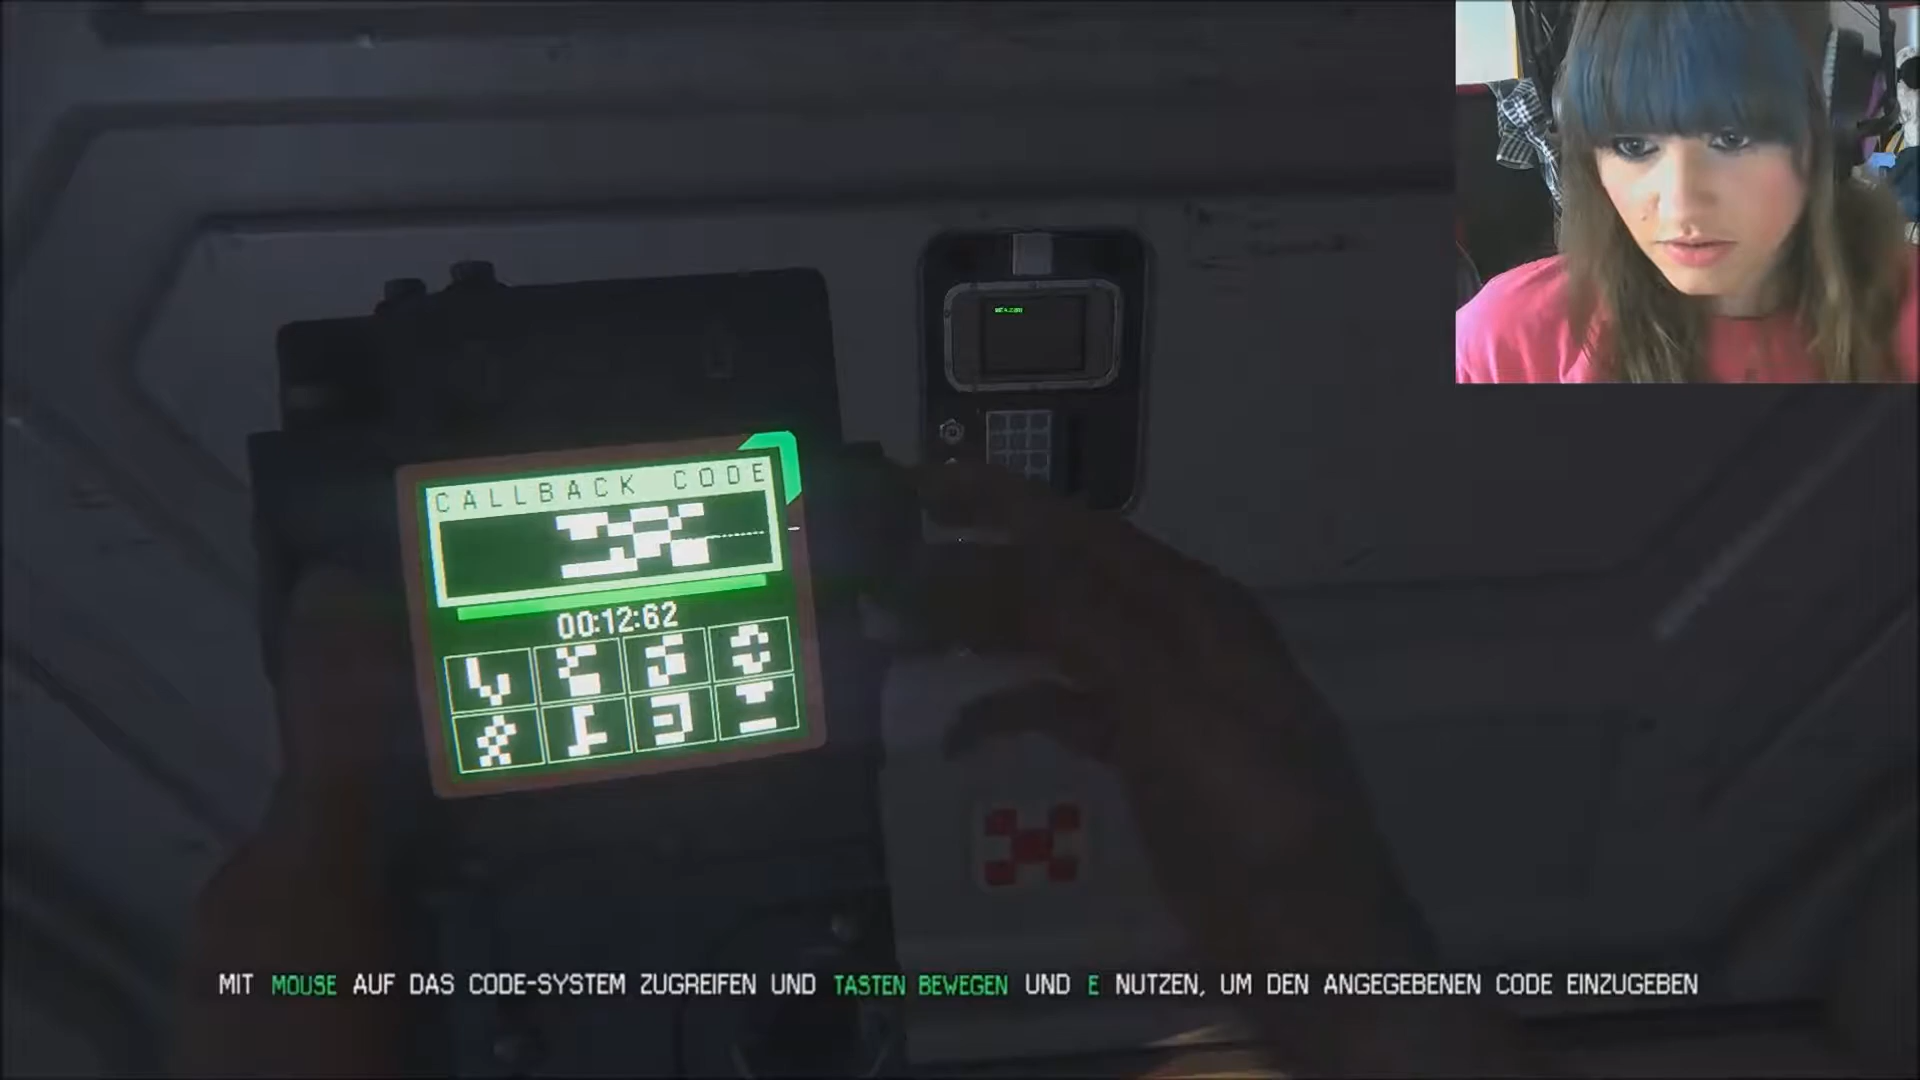 CALLBACK CODE
00:12:62
MIT MOUSE AUF DAS CODE-SYSTEM ZUGREIFEN UND TASTEN BEWEGEN UND E NUTZEN, UM DEN ANGEGEBENEN CODE EINZUGEBEN